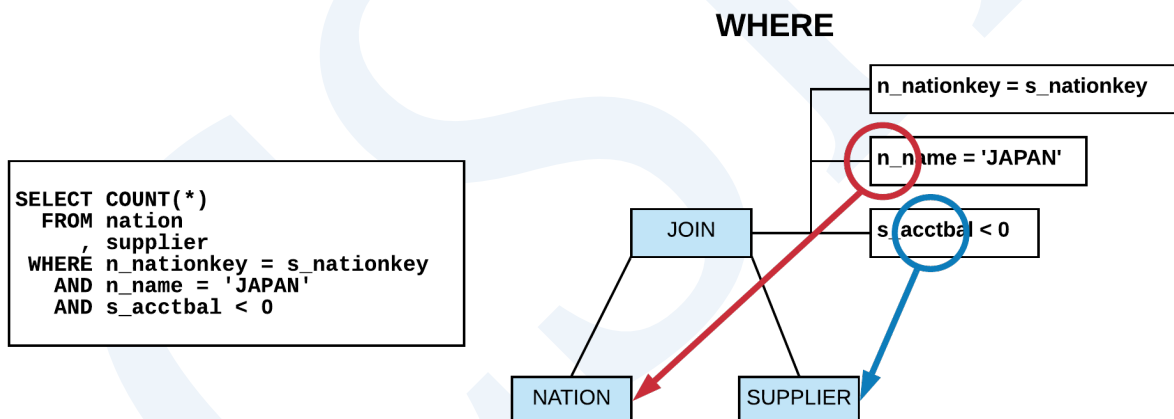 WHERE
n_nationkey = s_nationkey
n_name = 'JAPAN'
s_acctbal < 0
SELECT COUNT(*)
FROM nation
, supplier
WHERE n_nationkey = s_nationkey
AND n_name = 'JAPAN'
AND s_acctbal < 0
JOIN
NATION
SUPPLIER